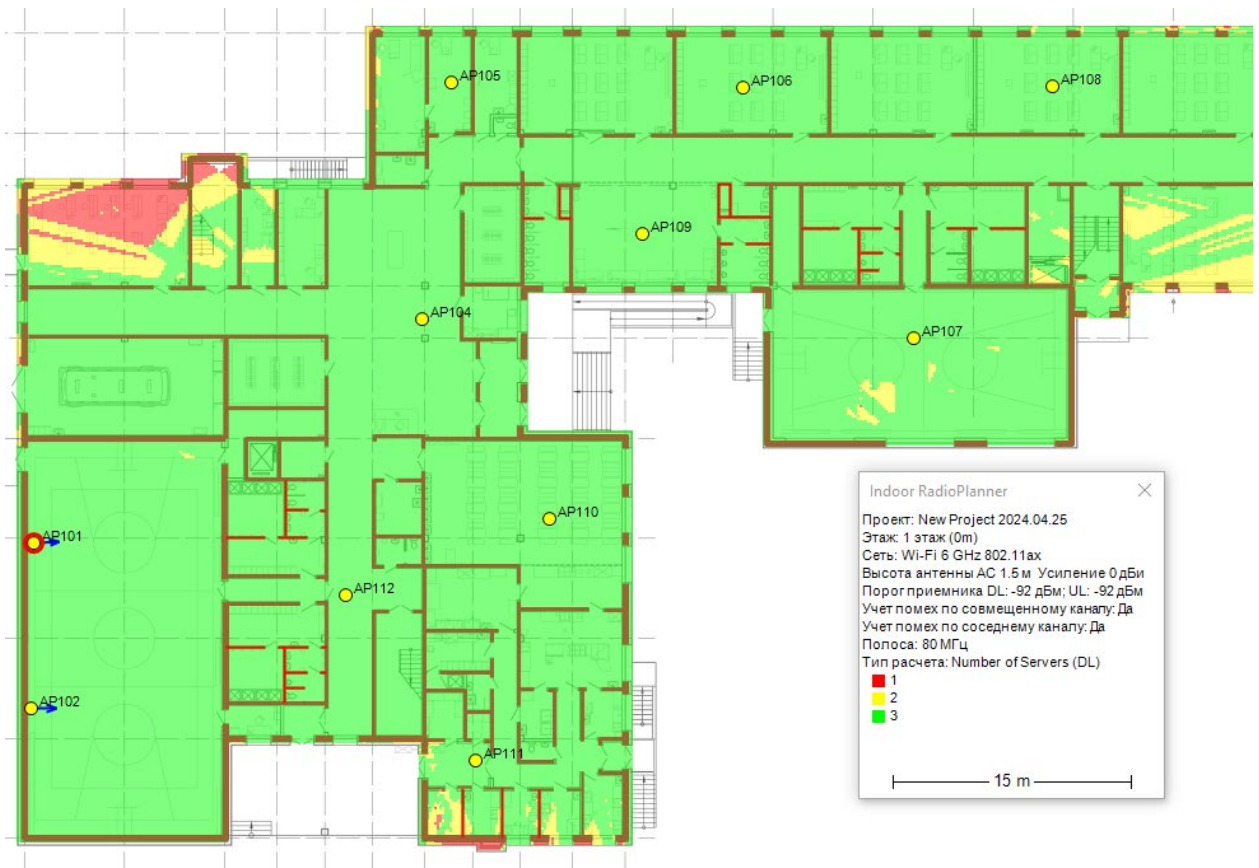 AP105
AP106
AP108
AP109
AP104
AP107
AP110
AP101
AP112
AP102
AP111
Indoor RadioPlanner
Проект: New Project 2024.04.25
Этаж: 1 этаж (0m)
Сеть: Wi-Fi 6 GHz 802.11ax
Высота антенны АС 1.5 м Усиление 0 дБи
Порог приемника DL: -92 дБм; UL: -92 дБм
Учет помех по совмещенному каналу: Да
Учет помех по соседнему каналу: Да
Полоса: 80 МГц
Тип расчета: Number of Servers (DL)
1
2
3
15 m